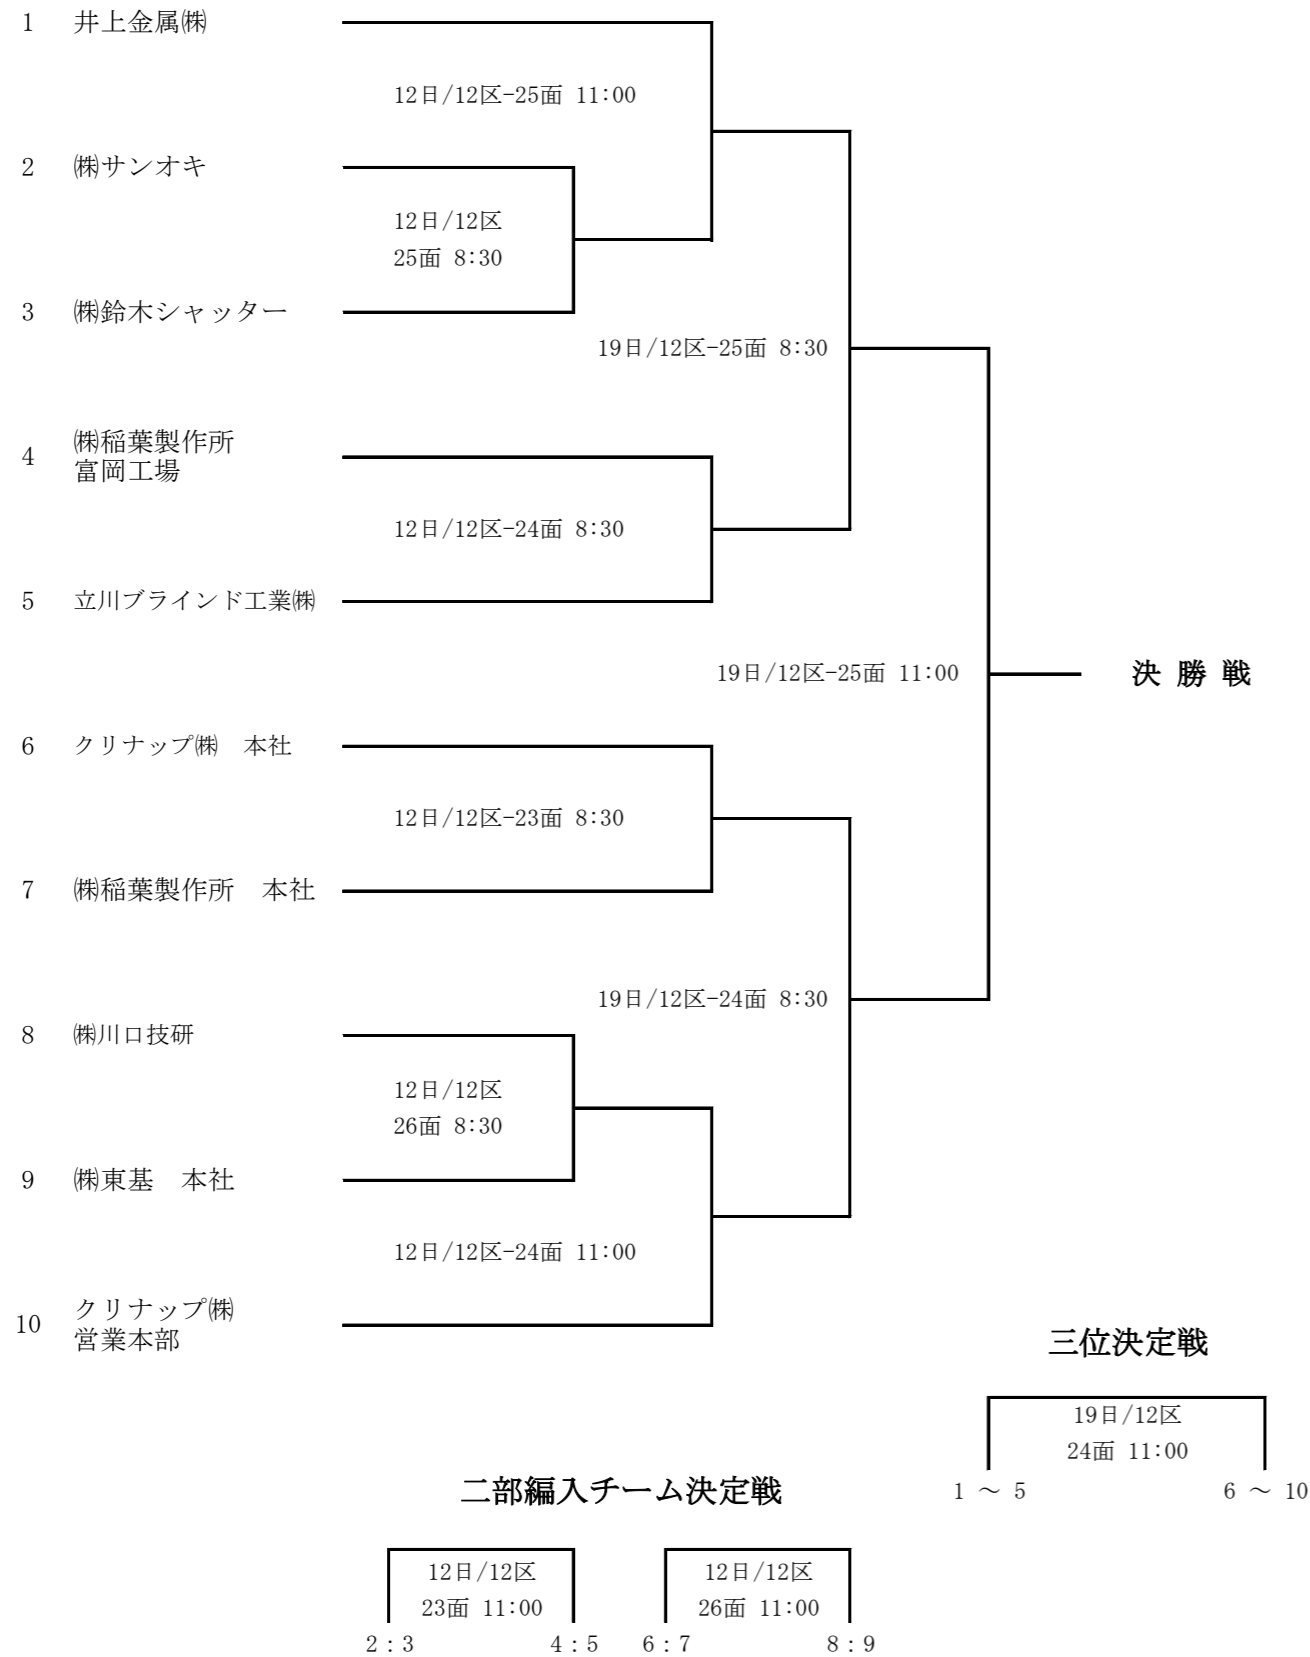 1 井上金属㈱
12日/12区-25面 11:00
2 ㈱サンオキ
12日/12区
25面 8:30
3 ㈱鈴木シャッター
19日/12区-25面 8:30
4 ㈱稲葉製作所
富岡工場
12日/12区-24面 8:30
5 立川ブラインド工業㈱
19日/12区-25面 11:00
決 勝 戦
6 クリナップ㈱　本社
12日/12区-23面 8:30
7 ㈱稲葉製作所　本社
19日/12区-24面 8:30
8 ㈱川口技研
12日/12区
26面 8:30
9 ㈱東基　本社
12日/12区-24面 11:00
10 クリナップ㈱
営業本部
三位決定戦
19日/12区
24面 11:00
1 ～ 5
6 ～ 10
二部編入チーム決定戦
12日/12区
23面 11:00
2：3
4：5
12日/12区
26面 11:00
6：7
8：9